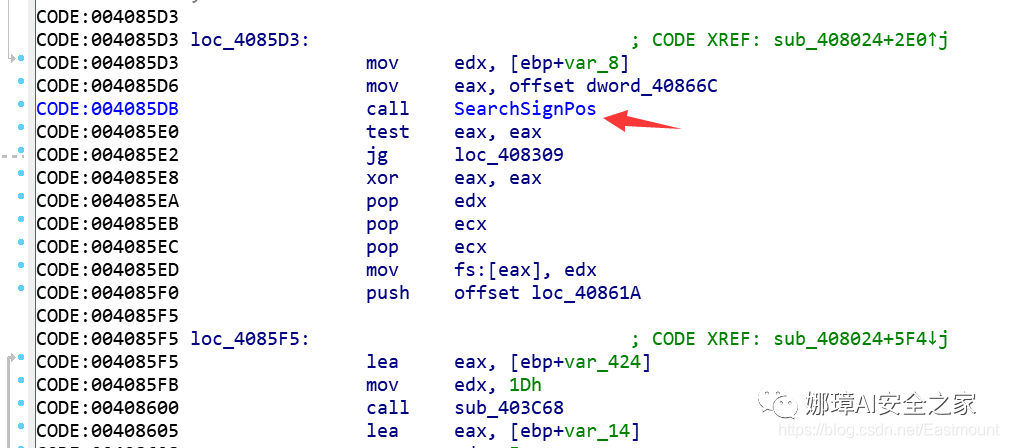 CODE:004085D3
CODE:004085D3 loc_4085D3: ; CODE XREF: sub_408024+2E0↑j
CODE:004085D3 mov edx, [ebp+var_8]
CODE:004085D6 mov eax, offset dword_40866C
CODE:004085DB call SearchSignPos
CODE:004085E0 test eax, eax
CODE:004085E2 jg loc_408309
CODE:004085E8 xor eax, eax
CODE:004085EA pop edx
CODE:004085EB pop ecx
CODE:004085EC pop ecx
CODE:004085ED mov fs:[eax], edx
CODE:004085F0 push offset loc_40861A
CODE:004085F5
CODE:004085F5 loc_4085F5: ; CODE XREF: sub_408024+5F4↓j
CODE:004085F5 lea eax, [ebp+var_424]
CODE:004085FB mov edx, 1Dh
CODE:00408600 call sub_403C68
CODE:00408605 lea eax, [ebp+var_14]
娜璋AI安全之家
https://blog.csdn.net/Eastmount